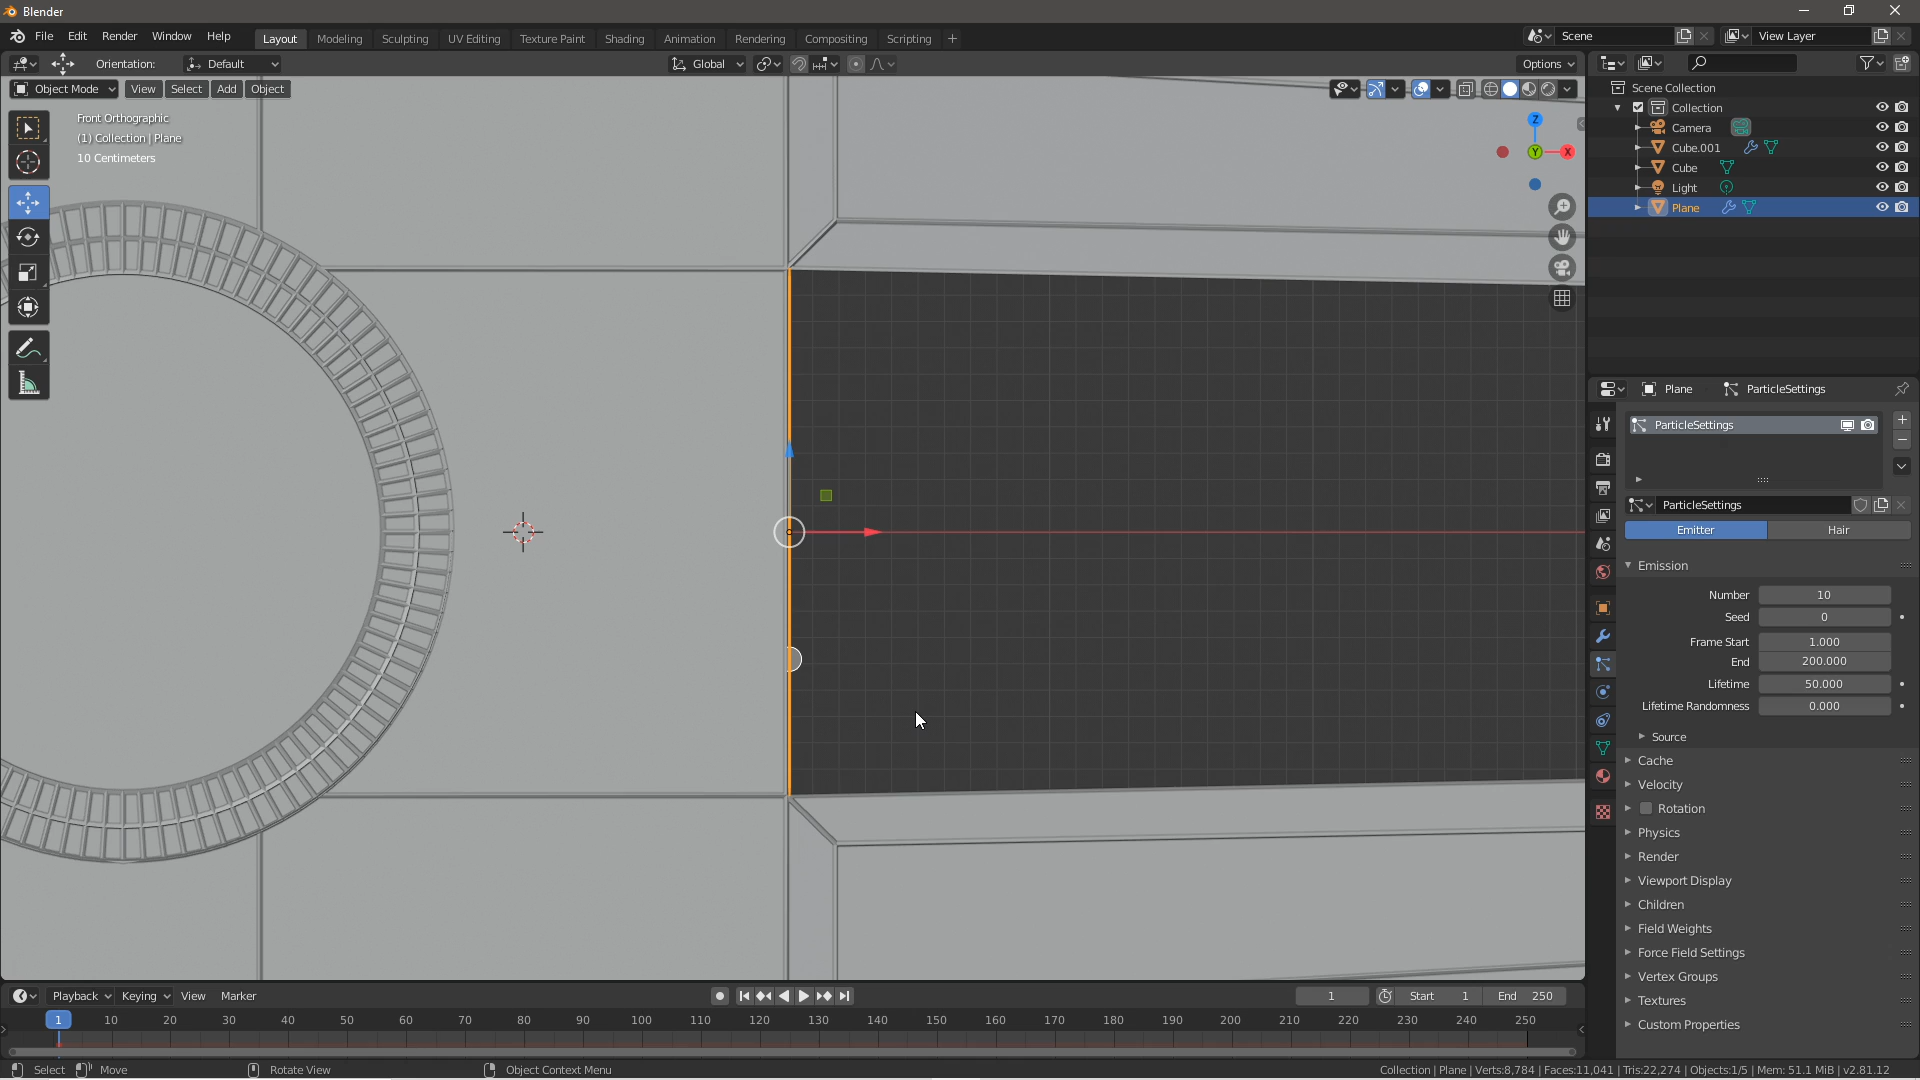 Blender
File Edit Render Window Help Layout Modeling Sculpting UV Editing Texture Paint Shading Animation Rendering Compositing Scripting + Scene View Layer
Orientation: Default Global Options
Object Mode View Select Add Object
Front Orthographic
(1) Collection | Plane
10 Centimeters
Z
Y
X
Scene Collection
Collection
Camera
Cube.001
Cube
Light
Plane
Plane ParticleSettings
ParticleSettings
ParticleSettings
Emitter Hair
Emission
Number 10
Seed 0
Frame Start 1.000
End 200.000
Lifetime 50.000
Lifetime Randomness 0.000
Source
Cache
Velocity
Rotation
Physics
Render
Viewport Display
Children
Field Weights
Force Field Settings
Vertex Groups
Textures
Custom Properties
Playback Keying View Marker 1 Start 1 End 250
1 10 20 30 40 50 60 70 80 90 100 110 120 130 140 150 160 170 180 190 200 210 220 230 240 250
Select Move Rotate View Object Context Menu Collection | Plane | Verts:8,784 | Faces:11,041 | Tris:22,274 | Objects:1/5 | Mem: 51.1 MiB | v2.81.12